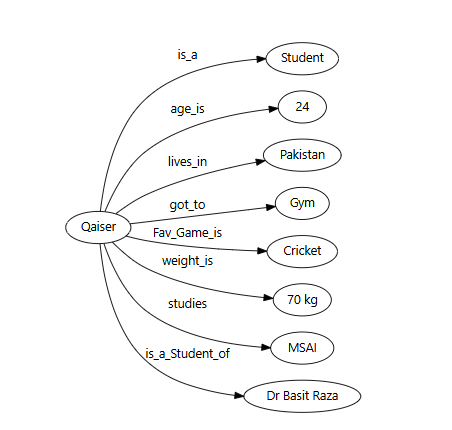 is_a
Student
age_is
24
lives_in
Pakistan
got_to
Gym
Qaiser
Fav_Game_is
Cricket
weight_is
70 kg
studies
MSAI
is_a_Student_of
Dr Basit Raza